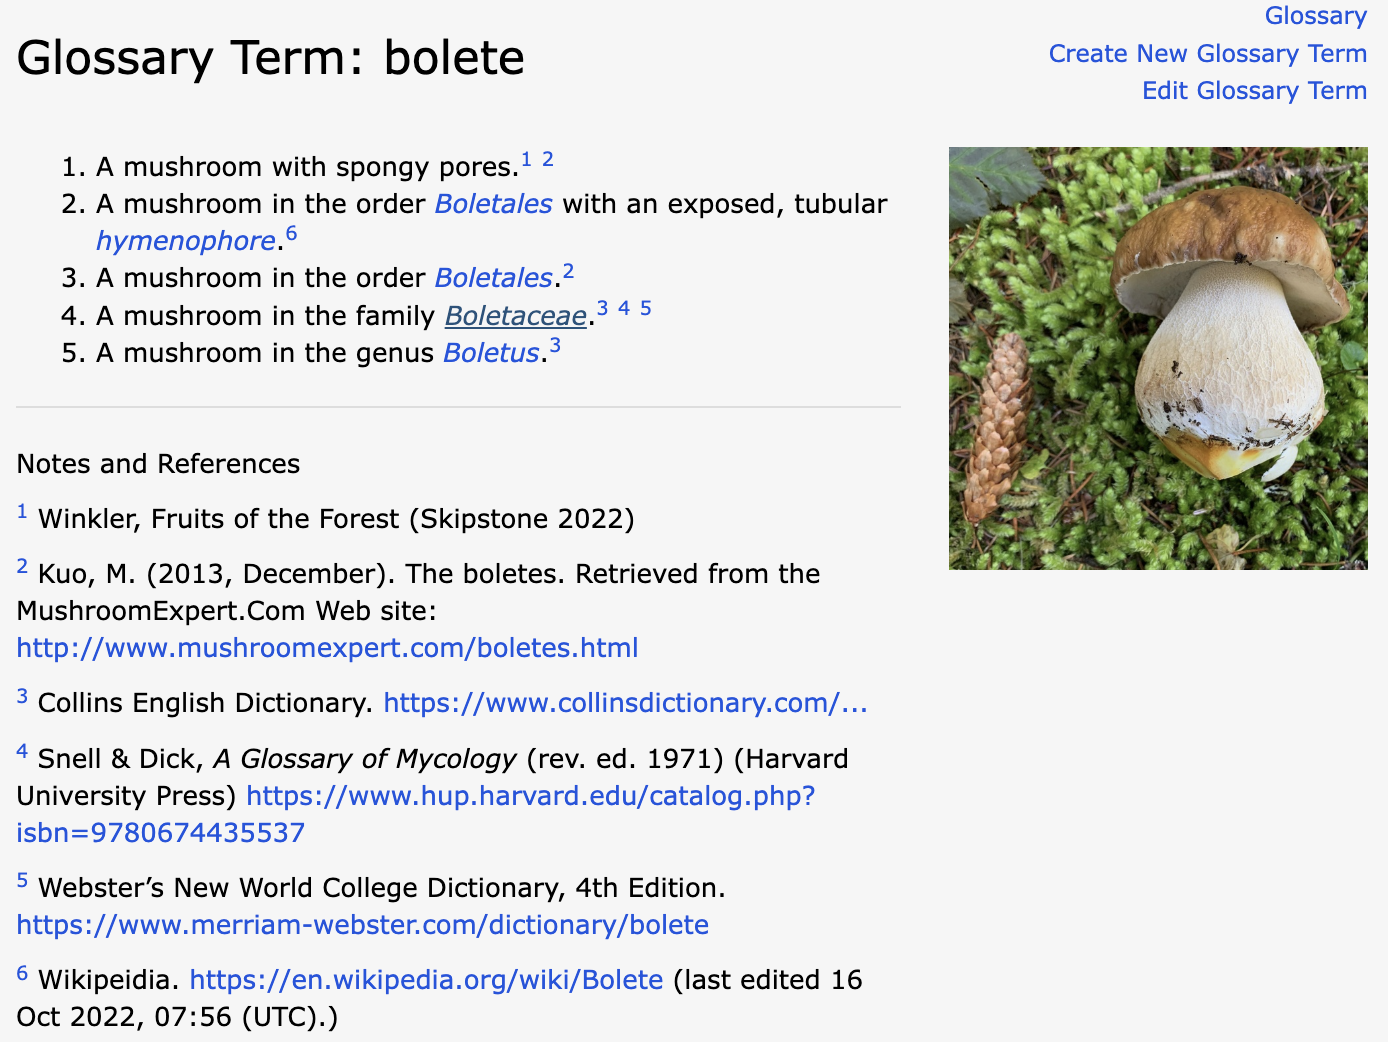 Glossary
Create New Glossary Term
Edit Glossary Term
Glossary Term: bolete
1. A mushroom with spongy pores.1 2
2. A mushroom in the order Boletales with an exposed, tubular
hymenophore.6
3. A mushroom in the order Boletales.2
4. A mushroom in the family Boletaceae.3 4 5
5. A mushroom in the genus Boletus.3
Notes and References
1 Winkler, Fruits of the Forest (Skipstone 2022)
2 Kuo, M. (2013, December). The boletes. Retrieved from the
MushroomExpert.Com Web site:
http://www.mushroomexpert.com/boletes.html
3 Collins English Dictionary. https://www.collinsdictionary.com/...
4 Snell & Dick, A Glossary of Mycology (rev. ed. 1971) (Harvard
University Press) https://www.hup.harvard.edu/catalog.php?
isbn=9780674435537
5 Webster’s New World College Dictionary, 4th Edition.
https://www.merriam-webster.com/dictionary/bolete
6 Wikipeidia. https://en.wikipedia.org/wiki/Bolete (last edited 16
Oct 2022, 07:56 (UTC).)